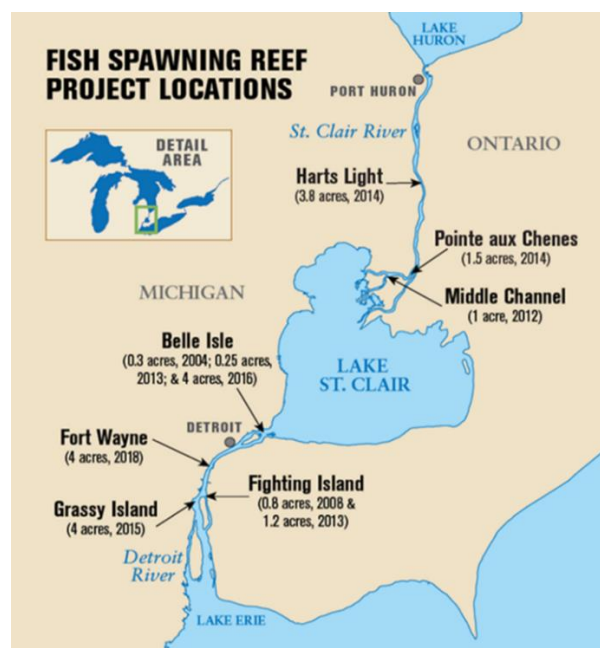 FISH SPAWNING REEF
PROJECT LOCATIONS
LAKE
HURON
PORT HURON
St. Clair River
ONTARIO
DETAIL
AREA
Harts Light
(3.8 acres, 2014)
Pointe aux Chenes
(1.5 acres, 2014)
Middle Channel
(1 acre, 2012)
MICHIGAN
Belle Isle
(0.3 acres, 2004; 0.25 acres,
2013; & 4 acres, 2016)
LAKE
ST. CLAIR
DETROIT
Fort Wayne
(4 acres, 2018)
Fighting Island
(0.8 acres, 2008 &
1.2 acres, 2013)
Grassy Island
(4 acres, 2015)
Detroit
River
LAKE ERIE